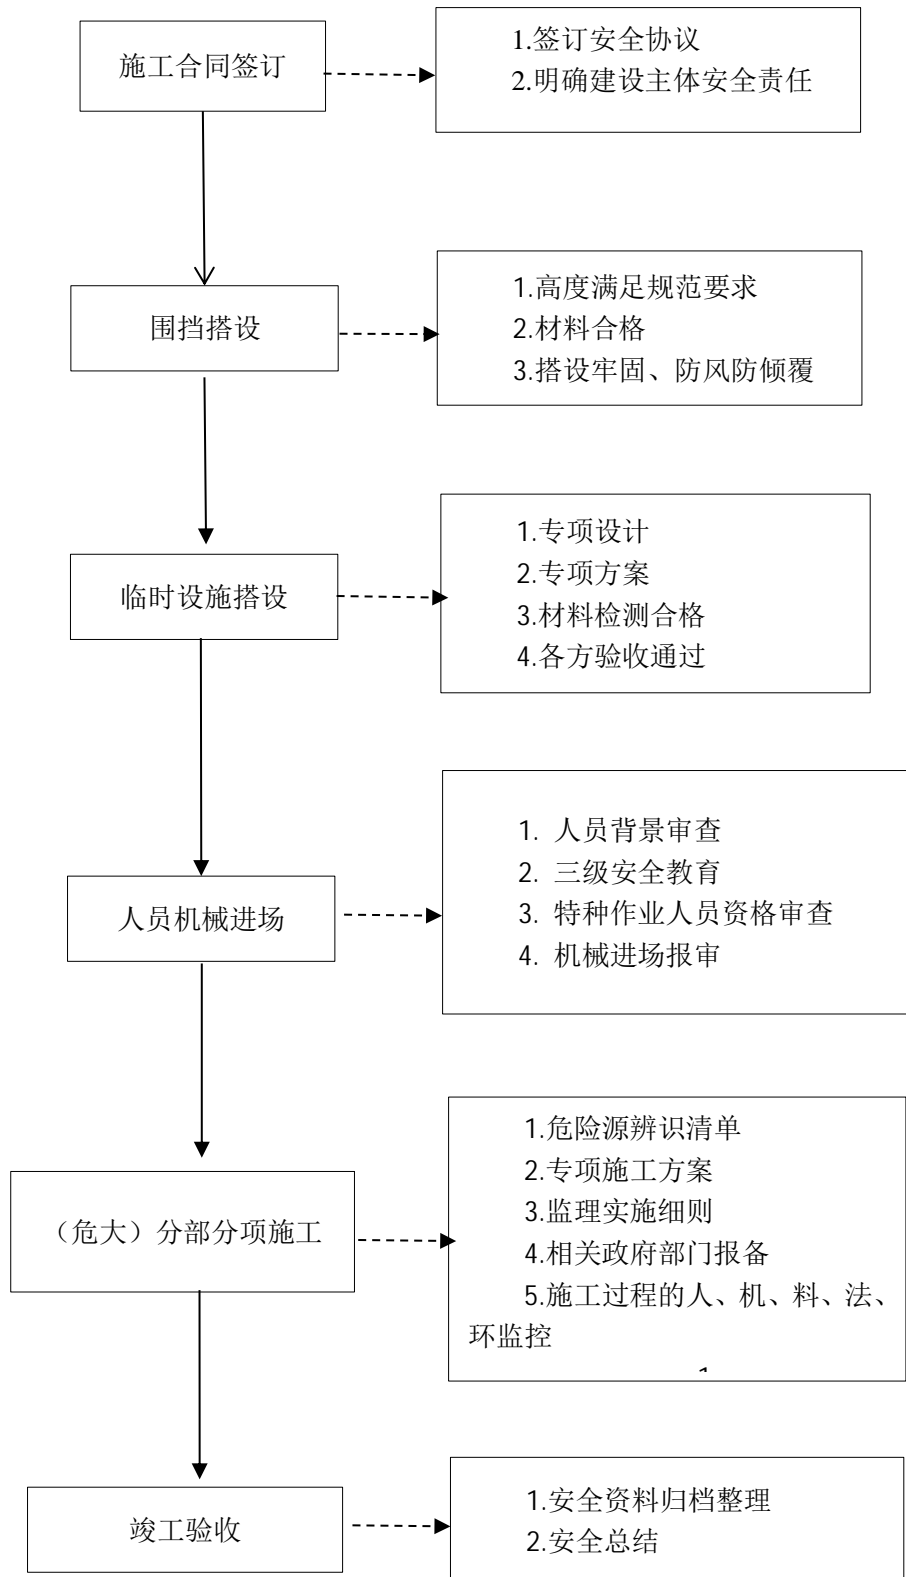 施工合同签订
1.签订安全协议
2.明确建设主体安全责任
围挡搭设
1.高度满足规范要求
2.材料合格
3.搭设牢固、防风防倾覆
临时设施搭设
1.专项设计
2.专项方案
3.材料检测合格
4.各方验收通过
人员机械进场
1. 人员背景审查
2. 三级安全教育
3. 特种作业人员资格审查
4. 机械进场报审
（危大）分部分项施工
1.危险源辨识清单
2.专项施工方案
3.监理实施细则
4.相关政府部门报备
5.施工过程的人、机、料、法、
环监控
竣工验收
1.安全资料归档整理
2.安全总结